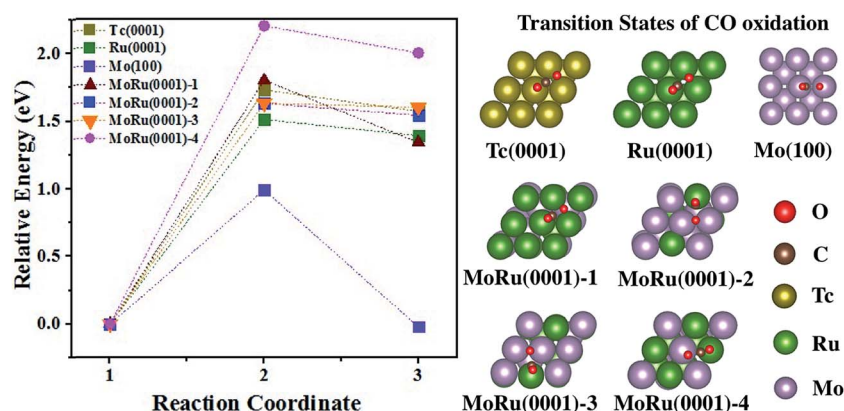 Relative Energy (eV)
2.0
1.5
1.0
0.5
0.0
Tc(0001)
Ru(0001)
Mo(100)
MoRu(0001)-1
MoRu(0001)-2
MoRu(0001)-3
MoRu(0001)-4
1
2
3
Reaction Coordinate
Transition States of CO oxidation
Tc(0001)
Ru(0001)
Mo(100)
MoRu(0001)-1
MoRu(0001)-2
MoRu(0001)-3
MoRu(0001)-4
O
C
Tc
Ru
Mo